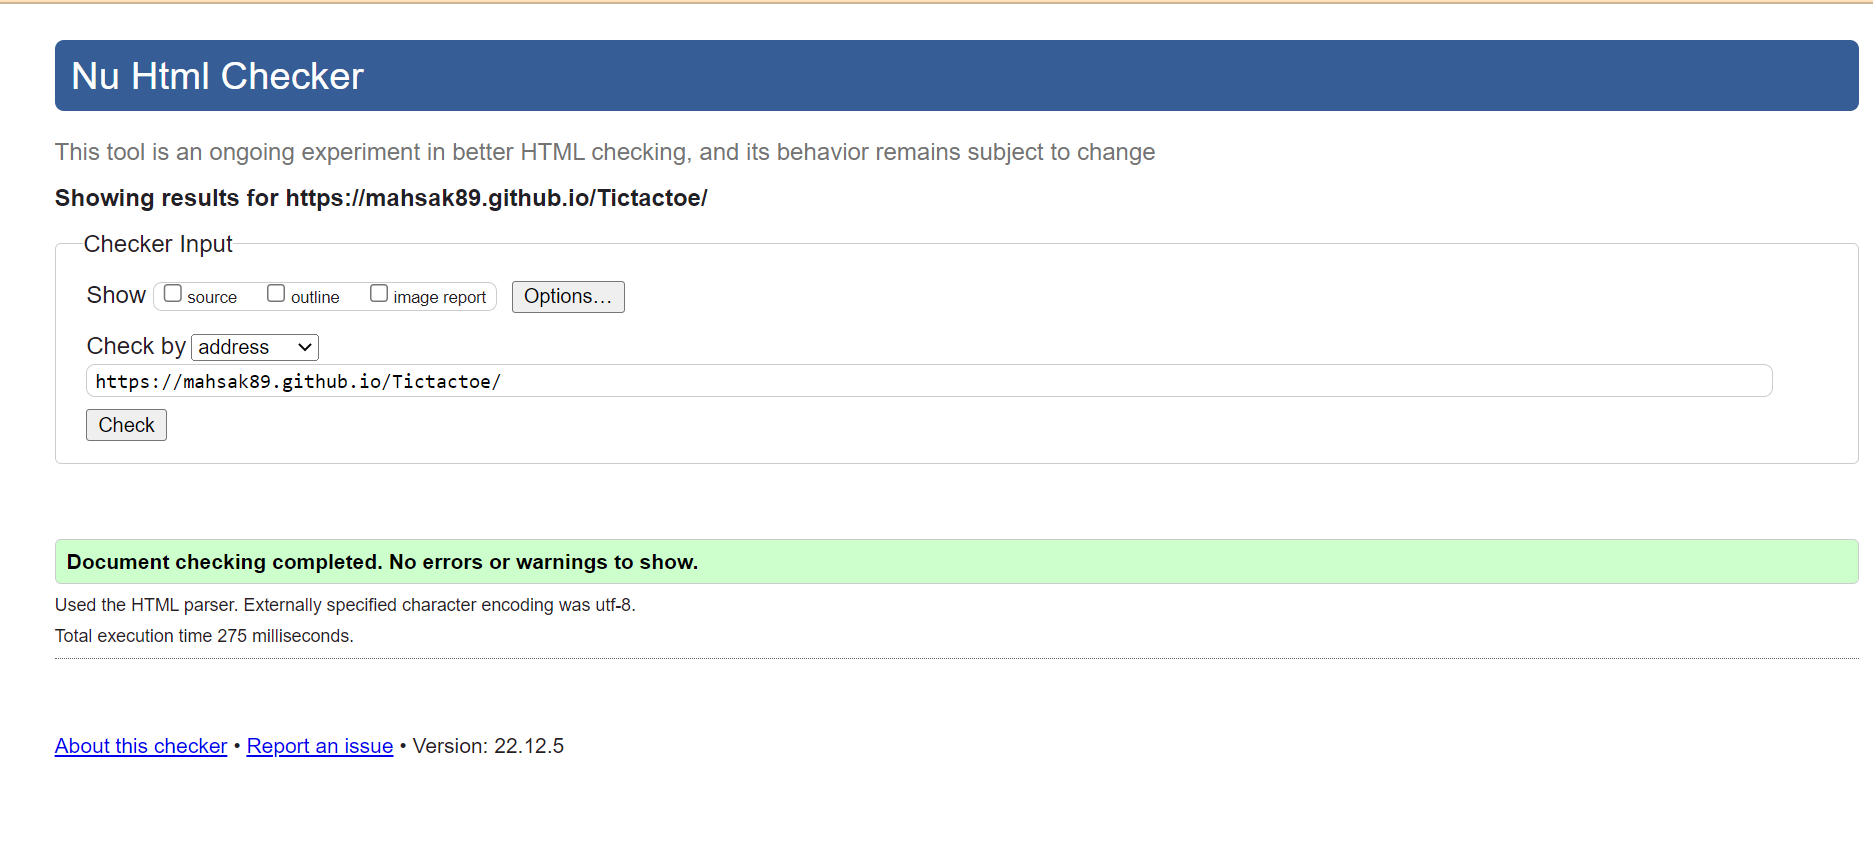 Nu Html Checker
This tool is an ongoing experiment in better HTML checking, and its behavior remains subject to change
Showing results for https://mahsak89.github.io/Tictactoe/
Checker Input
Show source outline image report Options...
Check by address
https://mahsak89.github.io/Tictactoe/
Check
Document checking completed. No errors or warnings to show.
Used the HTML parser. Externally specified character encoding was utf-8.
Total execution time 275 milliseconds.
About this checker • Report an issue • Version: 22.12.5